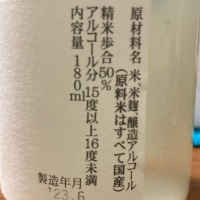 原材料名 米、米麹、醸造アルコール
(原料米はすべて国産)
精米歩合50%
アルコール分 15度以上16度未満
内容量 180ml
製造年月
'23.6